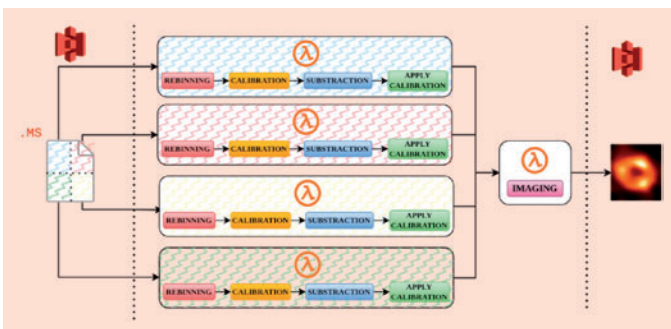 λ
REBINNING CALIBRATION SUBSTRACTION APPLY
CALIBRATION
.MS
λ
REBINNING CALIBRATION SUBSTRACTION APPLY
CALIBRATION
λ
IMAGING
λ
REBINNING CALIBRATION SUBSTRACTION APPLY
CALIBRATION
λ
REBINNING CALIBRATION SUBSTRACTION APPLY
CALIBRATION